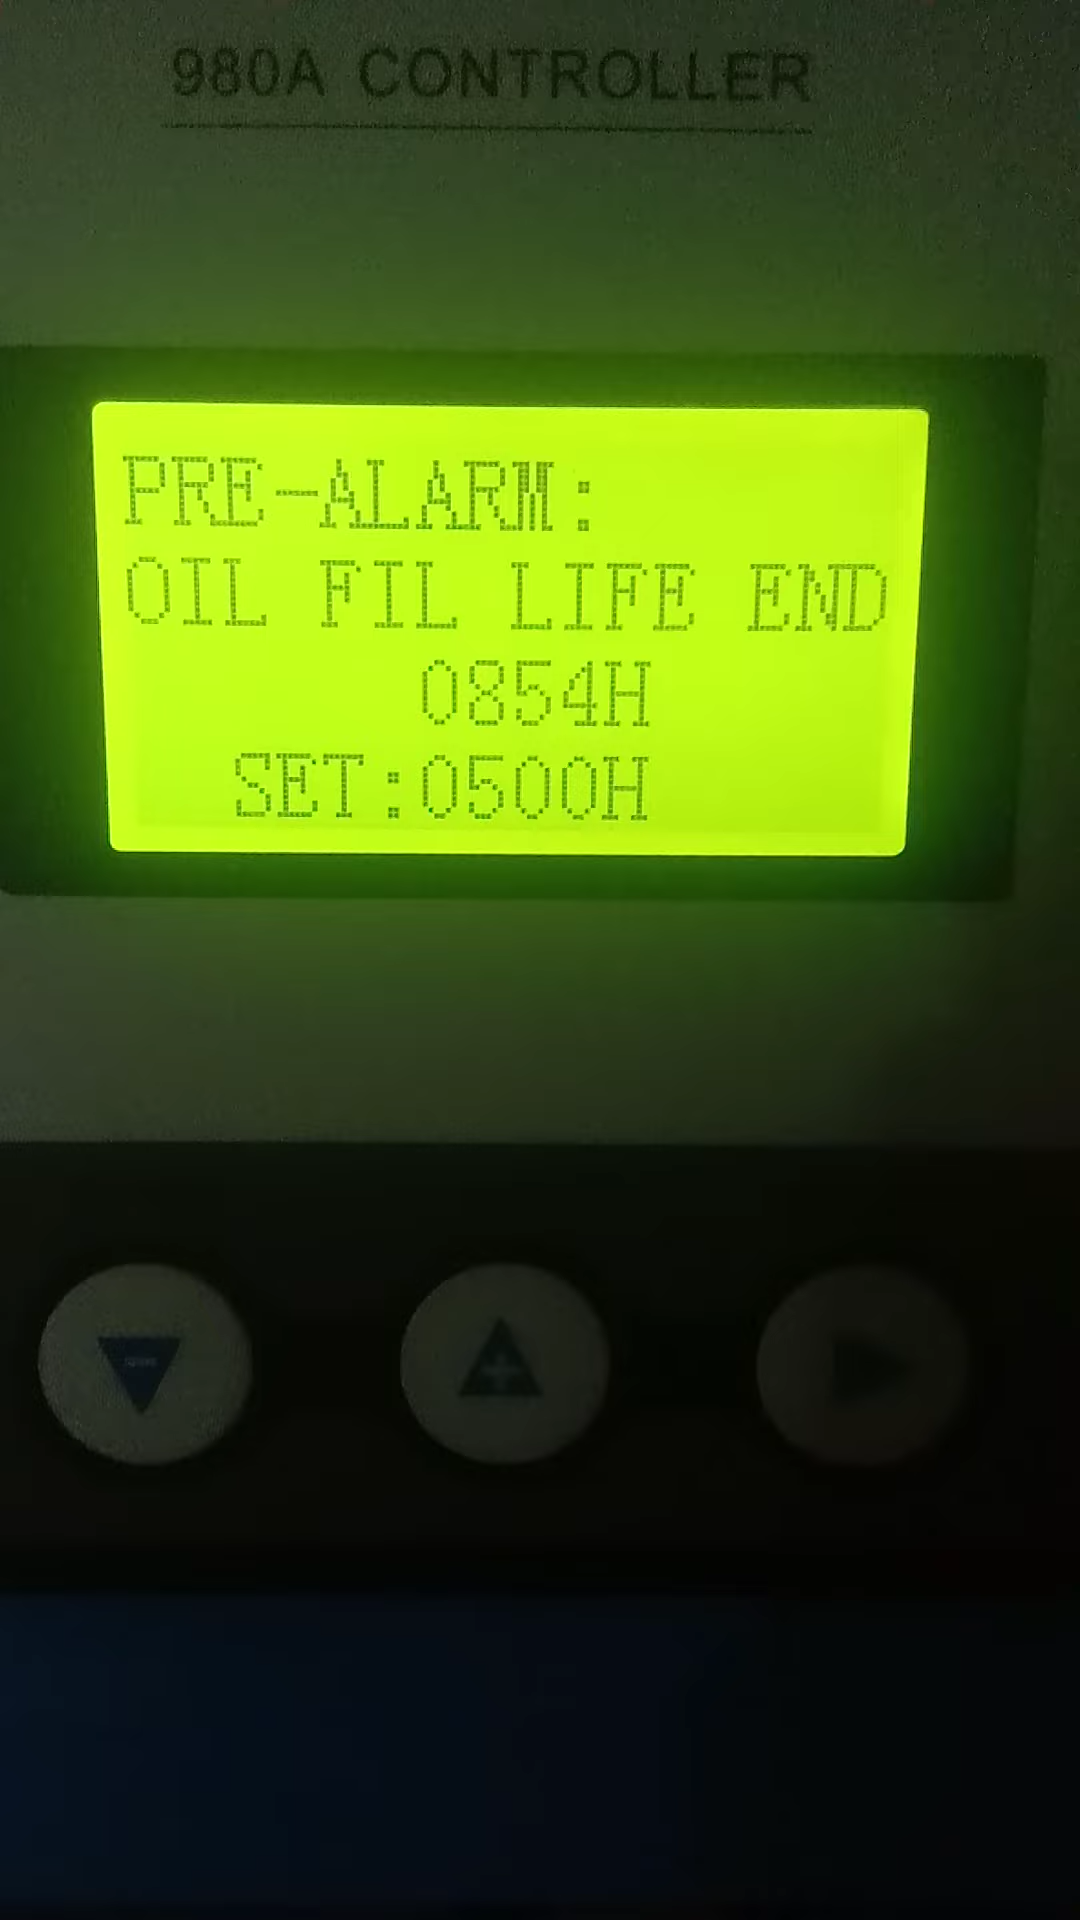 980A CONTROLLER
PRE-ALARM:
OIL FIL LIFE END
0854H
SET:0500H